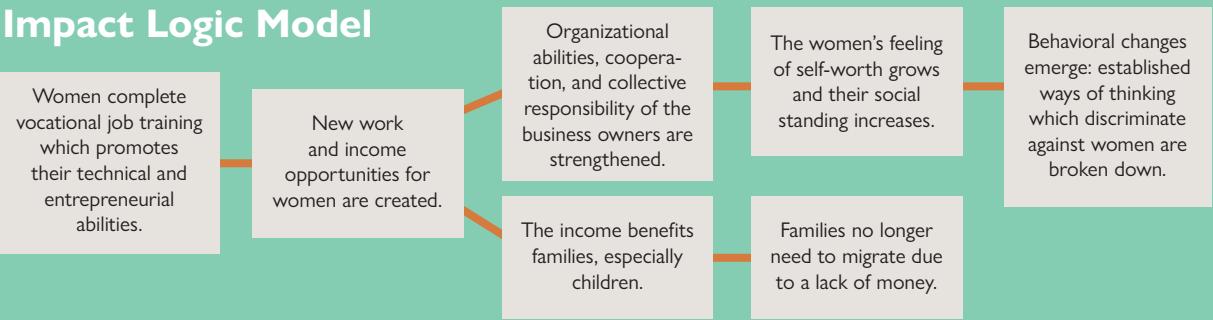 Impact Logic Model
Women complete
vocational job training
which promotes
their technical and
entrepreneurial
abilities.
New work
and income
opportunities for
women are created.
Organizational
abilities, coopera-
tion, and collective
responsibility of the
business owners are
strengthened.
The women’s feeling
of self-worth grows
and their social
standing increases.
Behavioral changes
emerge: established
ways of thinking
which discriminate
against women are
broken down.
The income benefits
families, especially
children.
Families no longer
need to migrate due
to a lack of money.